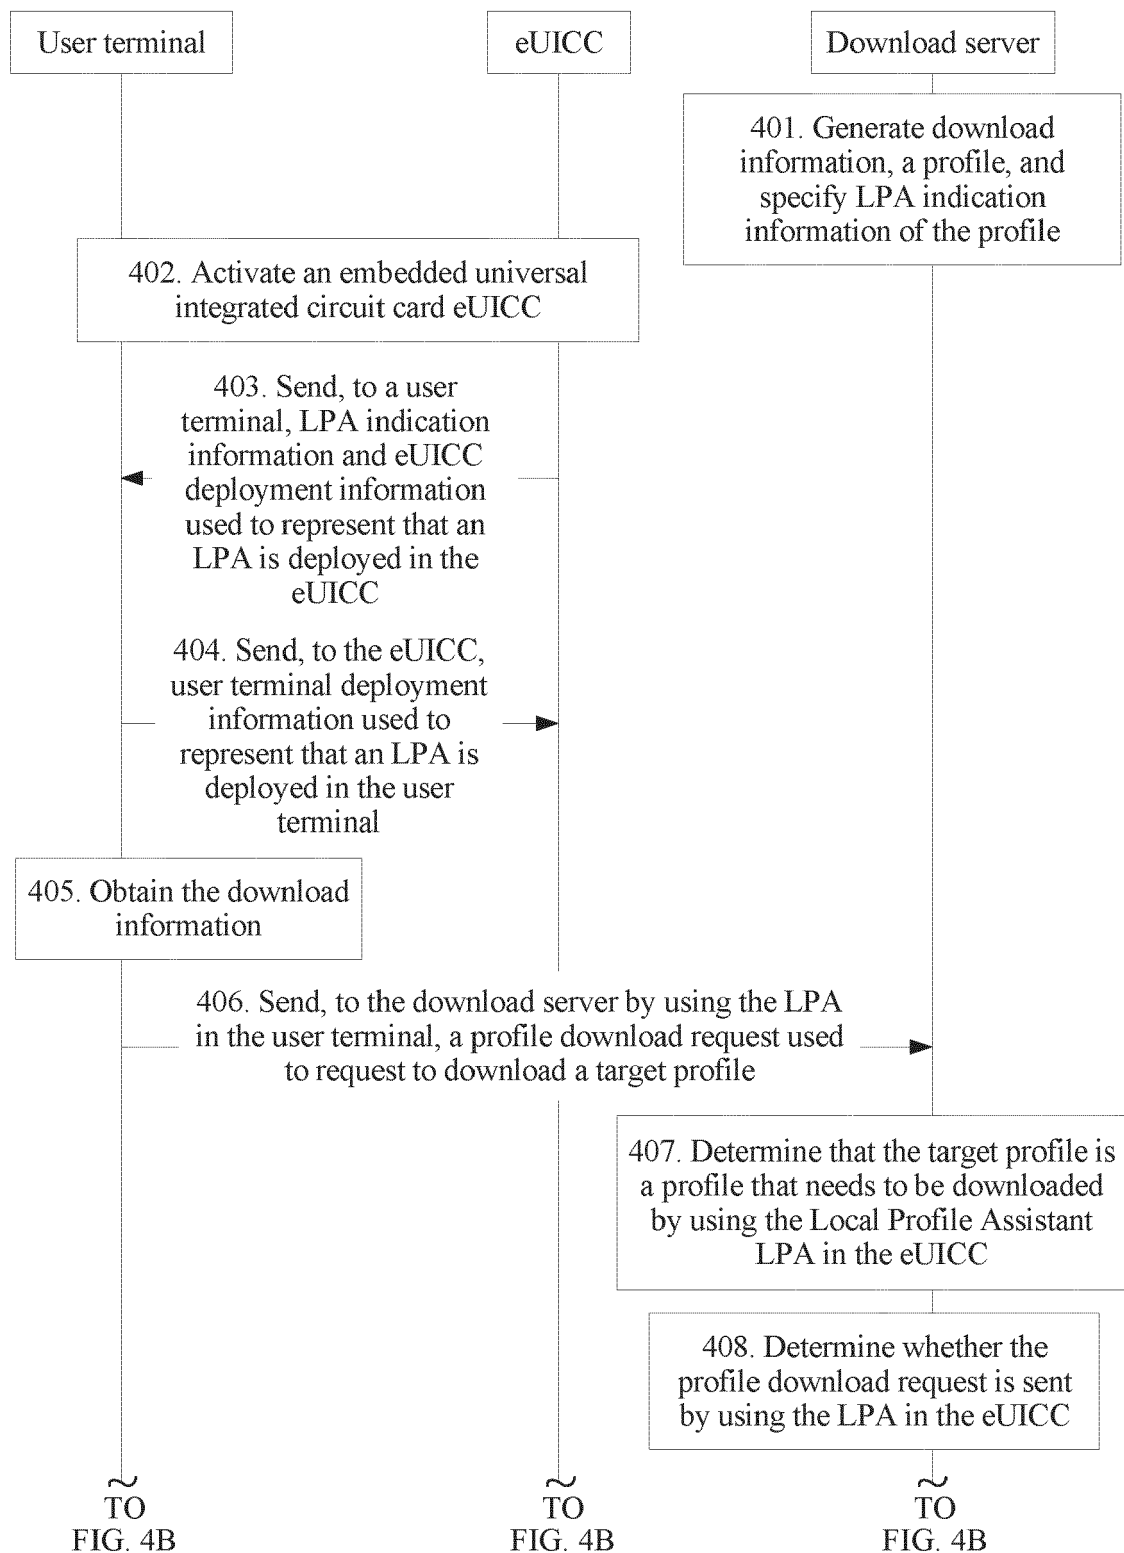 User terminal
eUICC
Download server
401. Generate download
information, a profile, and
specify LPA indication
information of the profile
402. Activate an embedded universal
integrated circuit card eUICC
403. Send, to a user
terminal, LPA indication
information and eUICC
deployment information
used to represent that an
LPA is deployed in the
eUICC
404. Send, to the eUICC,
user terminal deployment
information used to
represent that an LPA is
deployed in the user
terminal
405. Obtain the download
information
406. Send, to the download server by using the LPA
in the user terminal, a profile download request used
to request to download a target profile
407. Determine that the target profile is
a profile that needs to be downloaded
by using the Local Profile Assistant
LPA in the eUICC
408. Determine whether the
profile download request is sent
by using the LPA in the eUICC
TO
FIG. 4B
TO
FIG. 4B
TO
FIG. 4B